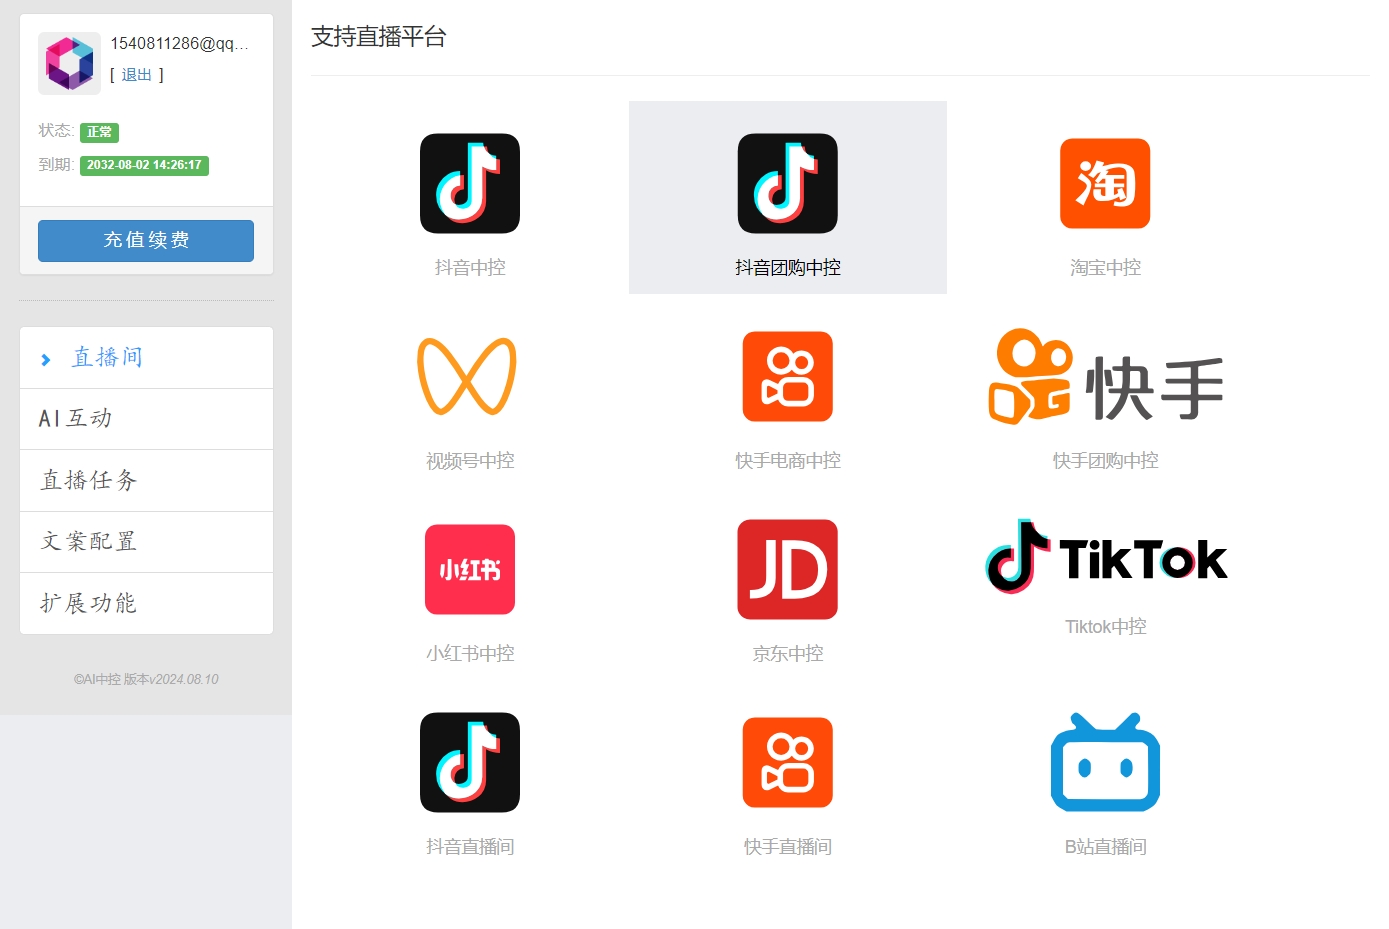 1540811286@qq...
[ 退出 ]
状态: 正常
到期: 2032-08-02 14:26:17
充值续费
直播间
AI互动
直播任务
文案配置
扩展功能
©AI中控 版本v2024.08.10
支持直播平台
抖音中控
抖音团购中控
淘
淘宝中控
视频号中控
快手电商中控
快手
快手团购中控
小红书
小红书中控
JD
京东中控
TikTok
Tiktok中控
抖音直播间
快手直播间
B站直播间